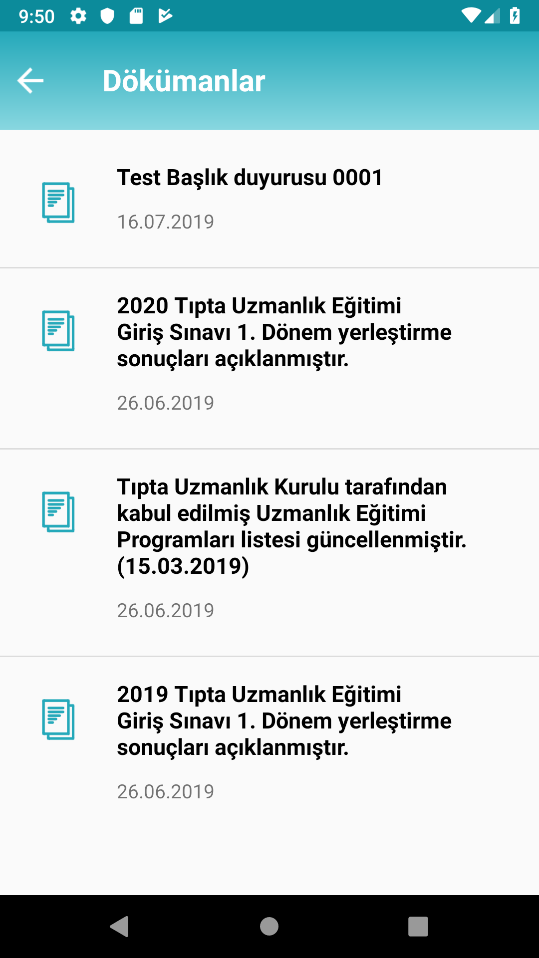 9:50
Dökümanlar
Test Başlık duyurusu 0001
16.07.2019
2020 Tıpta Uzmanlık Eğitimi
Giriş Sınavı 1. Dönem yerleştirme
sonuçları açıklanmıştır.
26.06.2019
Tıpta Uzmanlık Kurulu tarafından
kabul edilmiş Uzmanlık Eğitimi
Programları listesi güncellenmiştir.
(15.03.2019)
26.06.2019
2019 Tıpta Uzmanlık Eğitimi
Giriş Sınavı 1. Dönem yerleştirme
sonuçları açıklanmıştır.
26.06.2019